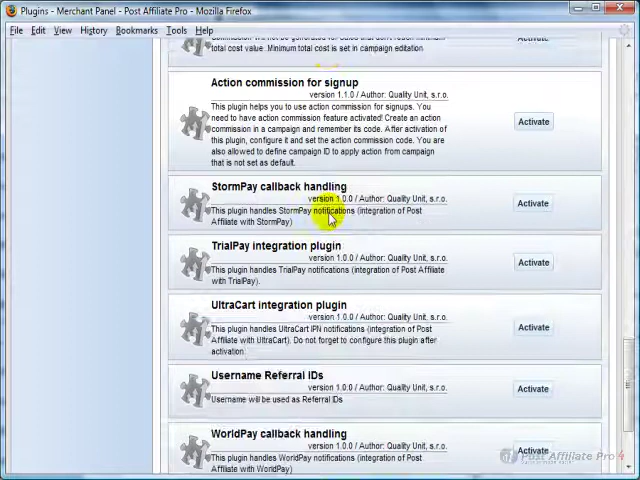 Plugins - Merchant Panel - Post Affiliate Pro - Mozilla Firefox
File Edit View History Bookmarks Tools Help
total cost value. Minimum total cost is set in campaign editation
Activate
Action commission for signup
version 1.1.0 / Author: Quality Unit, s.r.o.
This plugin helps you to use action commission for signups. You
need to have action commission feature activated! Create an action
commission in a campaign and remember its code. After activation of
this plugin, configure it and set the action commission code. You are
also allowed to define campaign ID to apply action from campaign
that is not set as default.
Activate
StormPay callback handling
version 1.0.0 / Author: Quality Unit, s.r.o.
This plugin handles StormPay notifications (integration of Post
Affiliate with StormPay)
Activate
TrialPay integration plugin
version 1.0.0 / Author: Quality Unit, s.r.o.
This plugin handles TrialPay notifications (integration of Post Affiliate
with TrialPay).
Activate
UltraCart integration plugin
version 1.0.0 / Author: Quality Unit, s.r.o.
This plugin handles UltraCart IPN notifications (integration of Post
Affiliate with UltraCart). Do not forget to configure this plugin after
activation.
Activate
Username Referral IDs
version 1.0.0 / Author: Quality Unit, s.r.o.
Username will be used as Referral IDs
Activate
WorldPay callback handling
version 1.0.0 / Author: Quality Unit, s.r.o.
This plugin handles WorldPay notifications (integration of Post
Affiliate with WorldPay)
Activate
Post Affiliate Pro 4